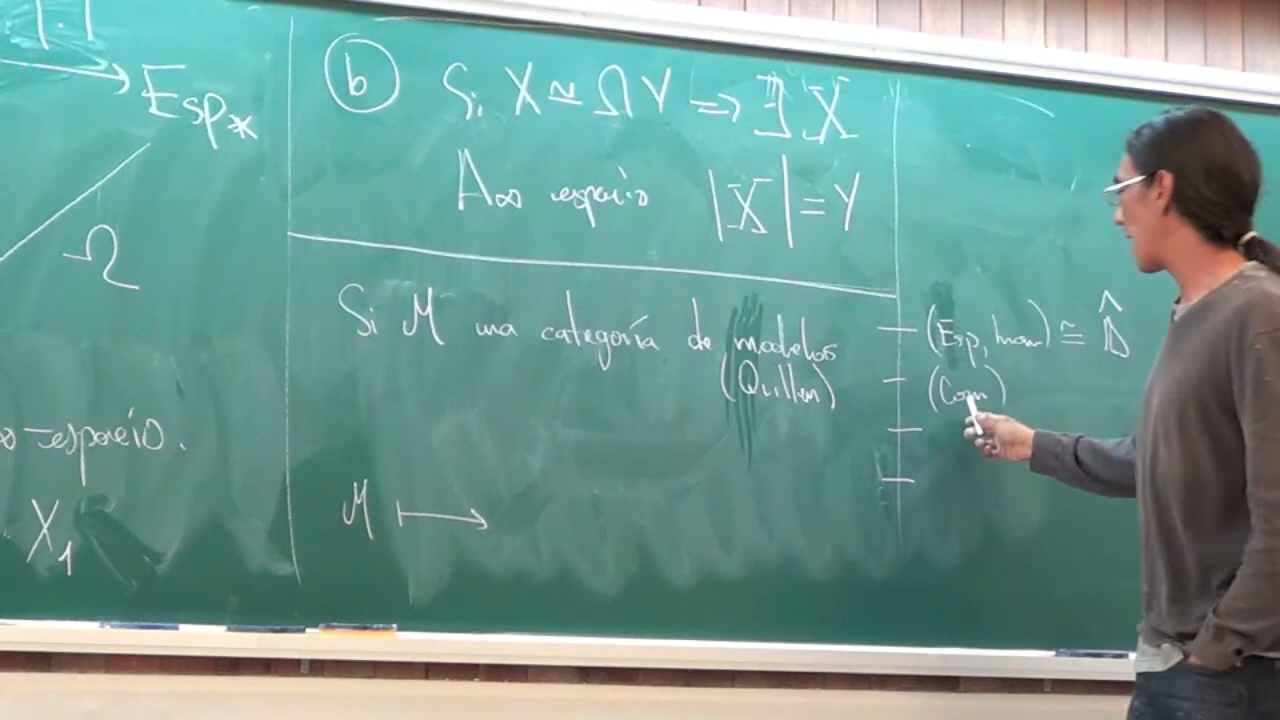 |·|
Esp*
Ω
-espacio.
X₁
(b) Si X ≃ ΩY ⇒ ∃ X
A∞ espacio |X| = Y
Si M una categoría de modelos
(Quillen)
M ⟼
(Esp, hom) ≅ Δ̂
(Com)